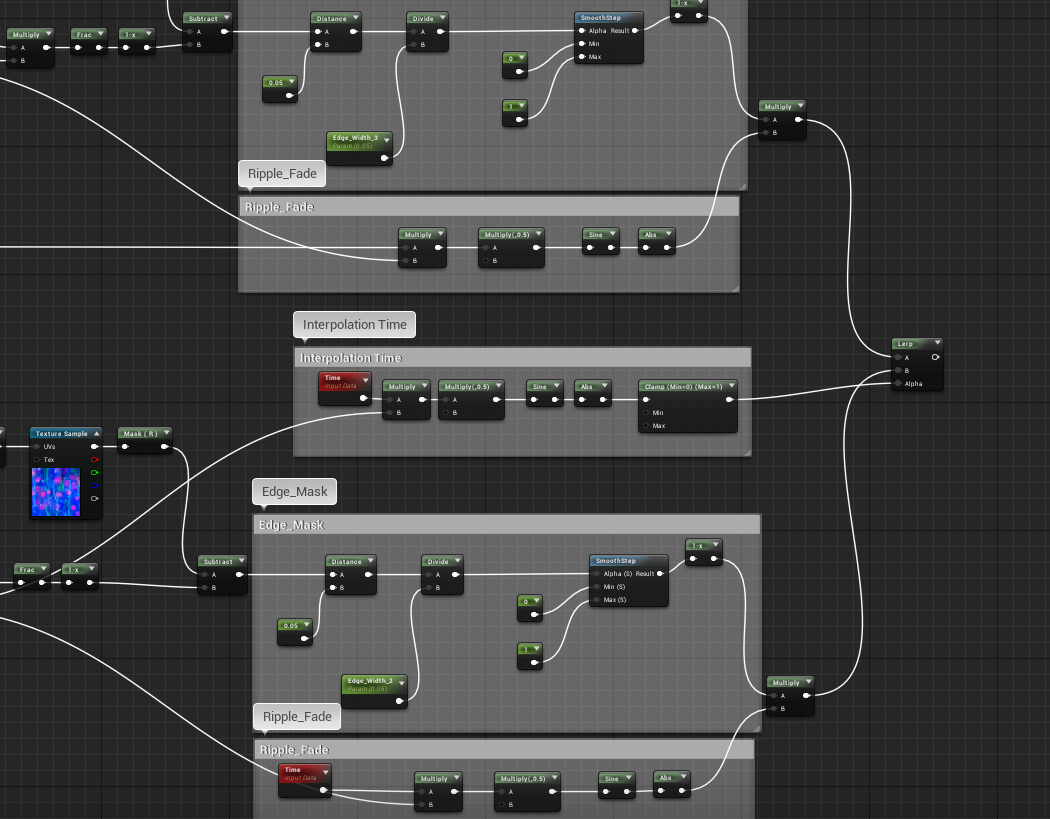 Subtract
A
B
Multiply
A
B
Frac
1-x
Distance
A
B
Divide
A
B
SmoothStep
Alpha Result
Min
Max
1-x
0.05
0
1
Edge_Width_3
Param (0.05)
Multiply
A
B
Ripple_Fade
Ripple_Fade
Multiply
A
B
Multiply(,0.5)
A
B
Sine
Abs
Interpolation Time
Interpolation Time
Time
Input Data
Multiply
A
B
Multiply(,0.5)
A
B
Sine
Abs
Clamp (Min=0) (Max=1)
Min
Max
Lerp
A
B
Alpha
Texture Sample
UVs
Tex
Mask ( R )
Edge_Mask
Edge_Mask
Frac
1-x
Subtract
A
B
Distance
A
B
Divide
A
B
SmoothStep
Alpha (S) Result
Min (S)
Max (S)
1-x
0.05
0
1
Edge_Width_2
Param (0.05)
Multiply
A
B
Ripple_Fade
Ripple_Fade
Time
Input Data
Multiply
A
B
Multiply(,0.5)
A
B
Sine
Abs